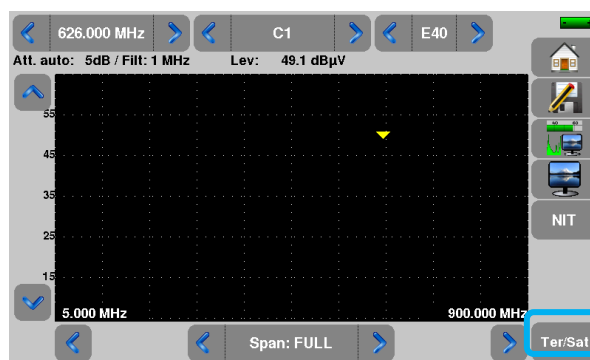 626.000 MHz C1 E40
Att. auto: 5dB / Filt: 1 MHz Lev: 49.1 dBµV
55
45
35
25
15
5.000 MHz 900.000 MHz
Span: FULL
NIT
Ter/Sat